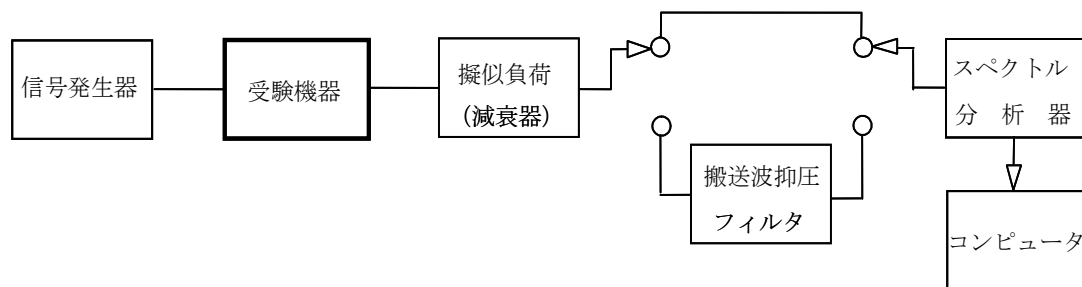 信号発生器
受験機器
擬似負荷
(減衰器)
搬送波抑圧
フィルタ
スペクトル
分析器
コンピュータ